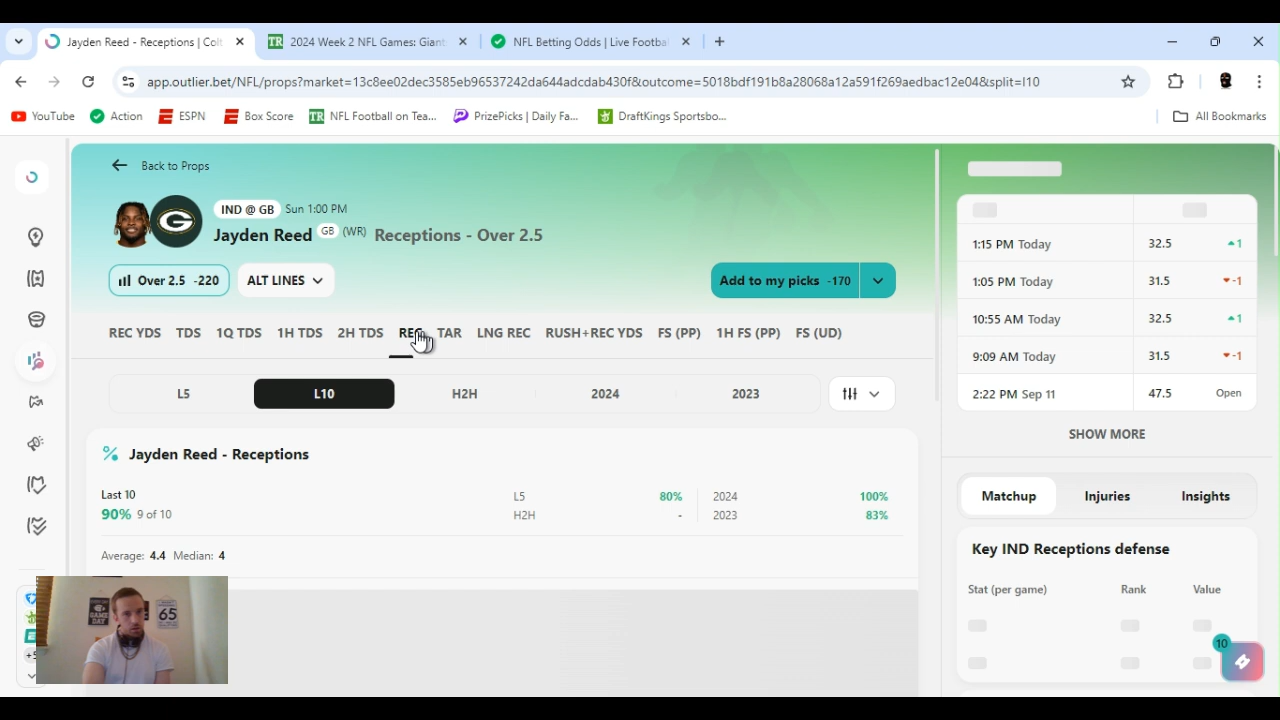 Jayden Reed - Receptions | Colt
2024 Week 2 NFL Games: Giant
NFL Betting Odds | Live Footba
app.outlier.bet/NFL/props?market=13c8ee02dec3585eb96537242da644adcdab430f&outcome=5018bdf191b8a28068a12a591f269aedbac12e04&split=l10
YouTube
Action
ESPN
Box Score
NFL Football on Tea...
PrizePicks | Daily Fa...
DraftKings Sportsbo...
All Bookmarks
Back to Props
IND @ GB Sun 1:00 PM
Jayden Reed GB (WR) Receptions - Over 2.5
Over 2.5 -220
ALT LINES
Add to my picks -170
REC YDS TDS 1Q TDS 1H TDS 2H TDS REC TAR LNG REC RUSH+REC YDS FS (PP) 1H FS (PP) FS (UD)
L5 L10 H2H 2024 2023
Jayden Reed - Receptions
Last 10
90% 9 of 10
L5 80%
H2H -
2024 100%
2023 83%
Average: 4.4 Median: 4
1:15 PM Today 32.5 1
1:05 PM Today 31.5 -1
10:55 AM Today 32.5 1
9:09 AM Today 31.5 -1
2:22 PM Sep 11 47.5 Open
SHOW MORE
Matchup Injuries Insights
Key IND Receptions defense
Stat (per game) Rank Value
10
GAME
DAY
65